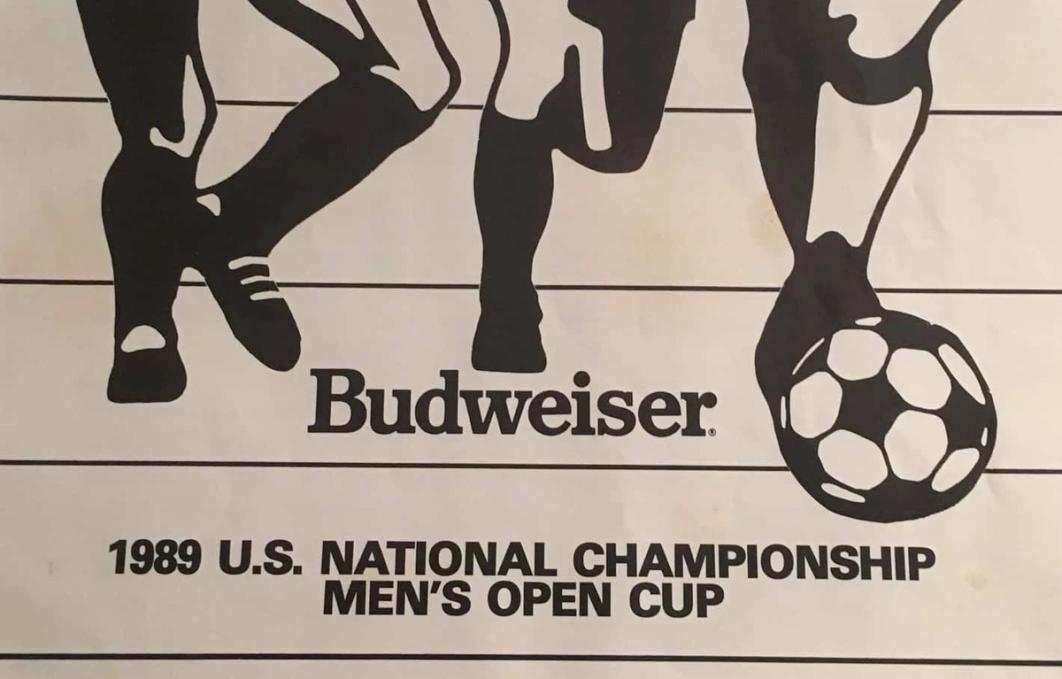 Budweiser®
1989 U.S. NATIONAL CHAMPIONSHIP
MEN'S OPEN CUP